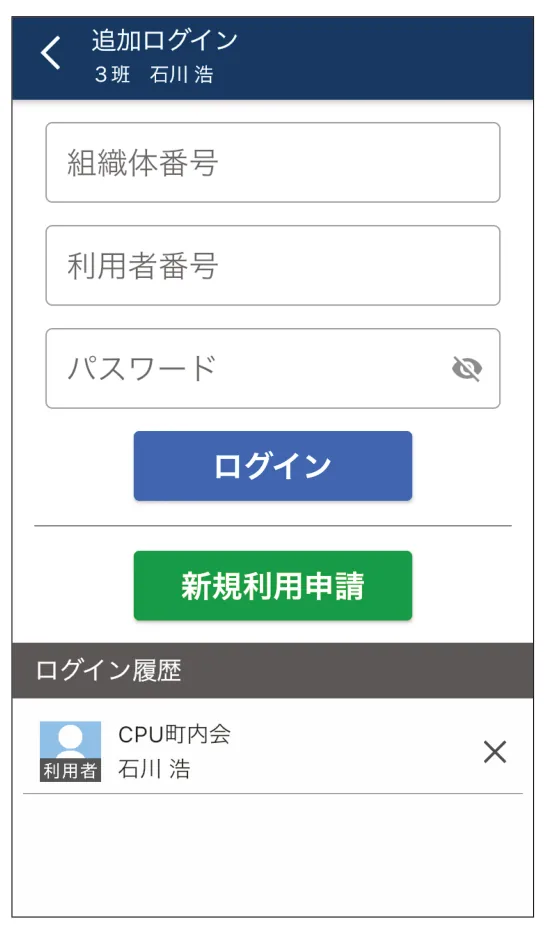 追加ログイン
3班 石川 浩
組織体番号
利用者番号
パスワード
ログイン
新規利用申請
ログイン履歴
CPU町内会
利用者
石川 浩